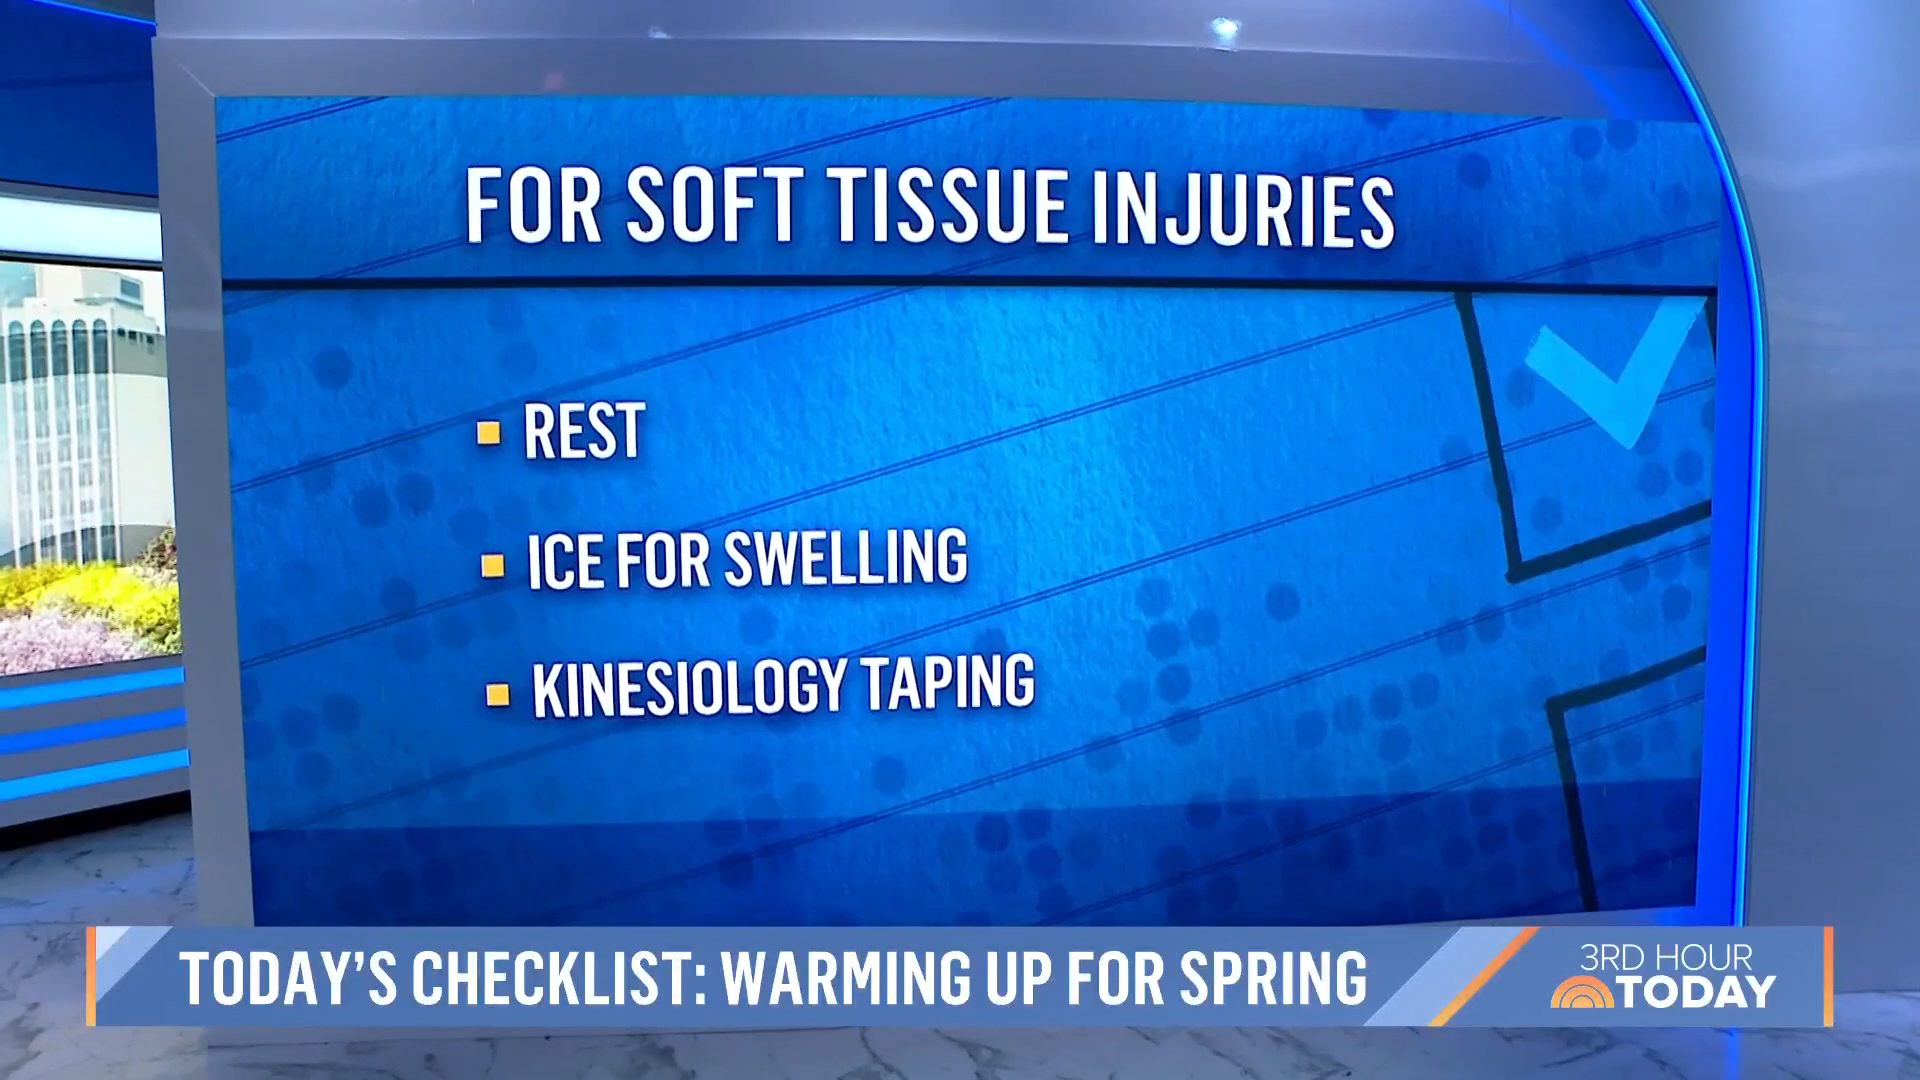 FOR SOFT TISSUE INJURIES
REST
ICE FOR SWELLING
KINESIOLOGY TAPING
TODAY'S CHECKLIST: WARMING UP FOR SPRING
3RD HOUR
TODAY